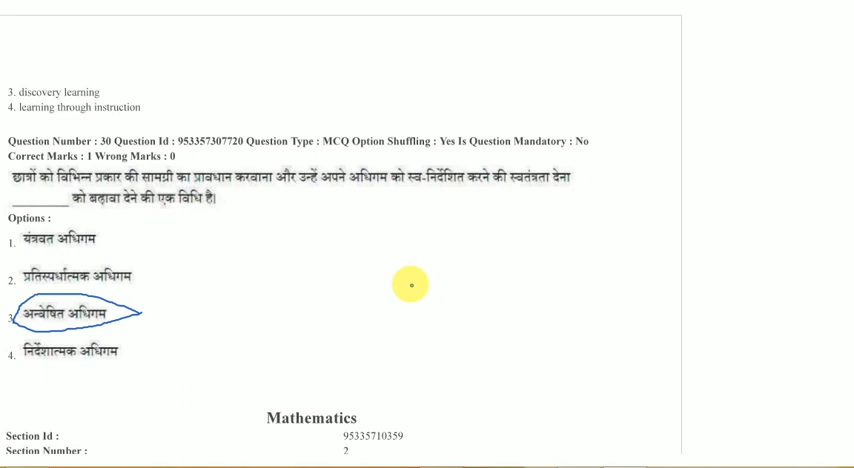 3. discovery learning
4. learning through instruction
Question Number : 30 Question Id : 953357307720 Question Type : MCQ Option Shuffling : Yes Is Question Mandatory : No
Correct Marks : 1 Wrong Marks : 0
छात्रों को विभिन्न प्रकार की सामग्री का प्रावधान करवाना और उन्हें अपने अधिगम को स्व-निर्देशित करने की स्वतंत्रता देना
________ को बढ़ावा देने की एक विधि है।
Options :
1. यंत्रवत अधिगम
2. प्रतिस्पर्धात्मक अधिगम
3. अन्वेषित अधिगम
4. निर्देशात्मक अधिगम
Mathematics
Section Id : 95335710359
Section Number : 2